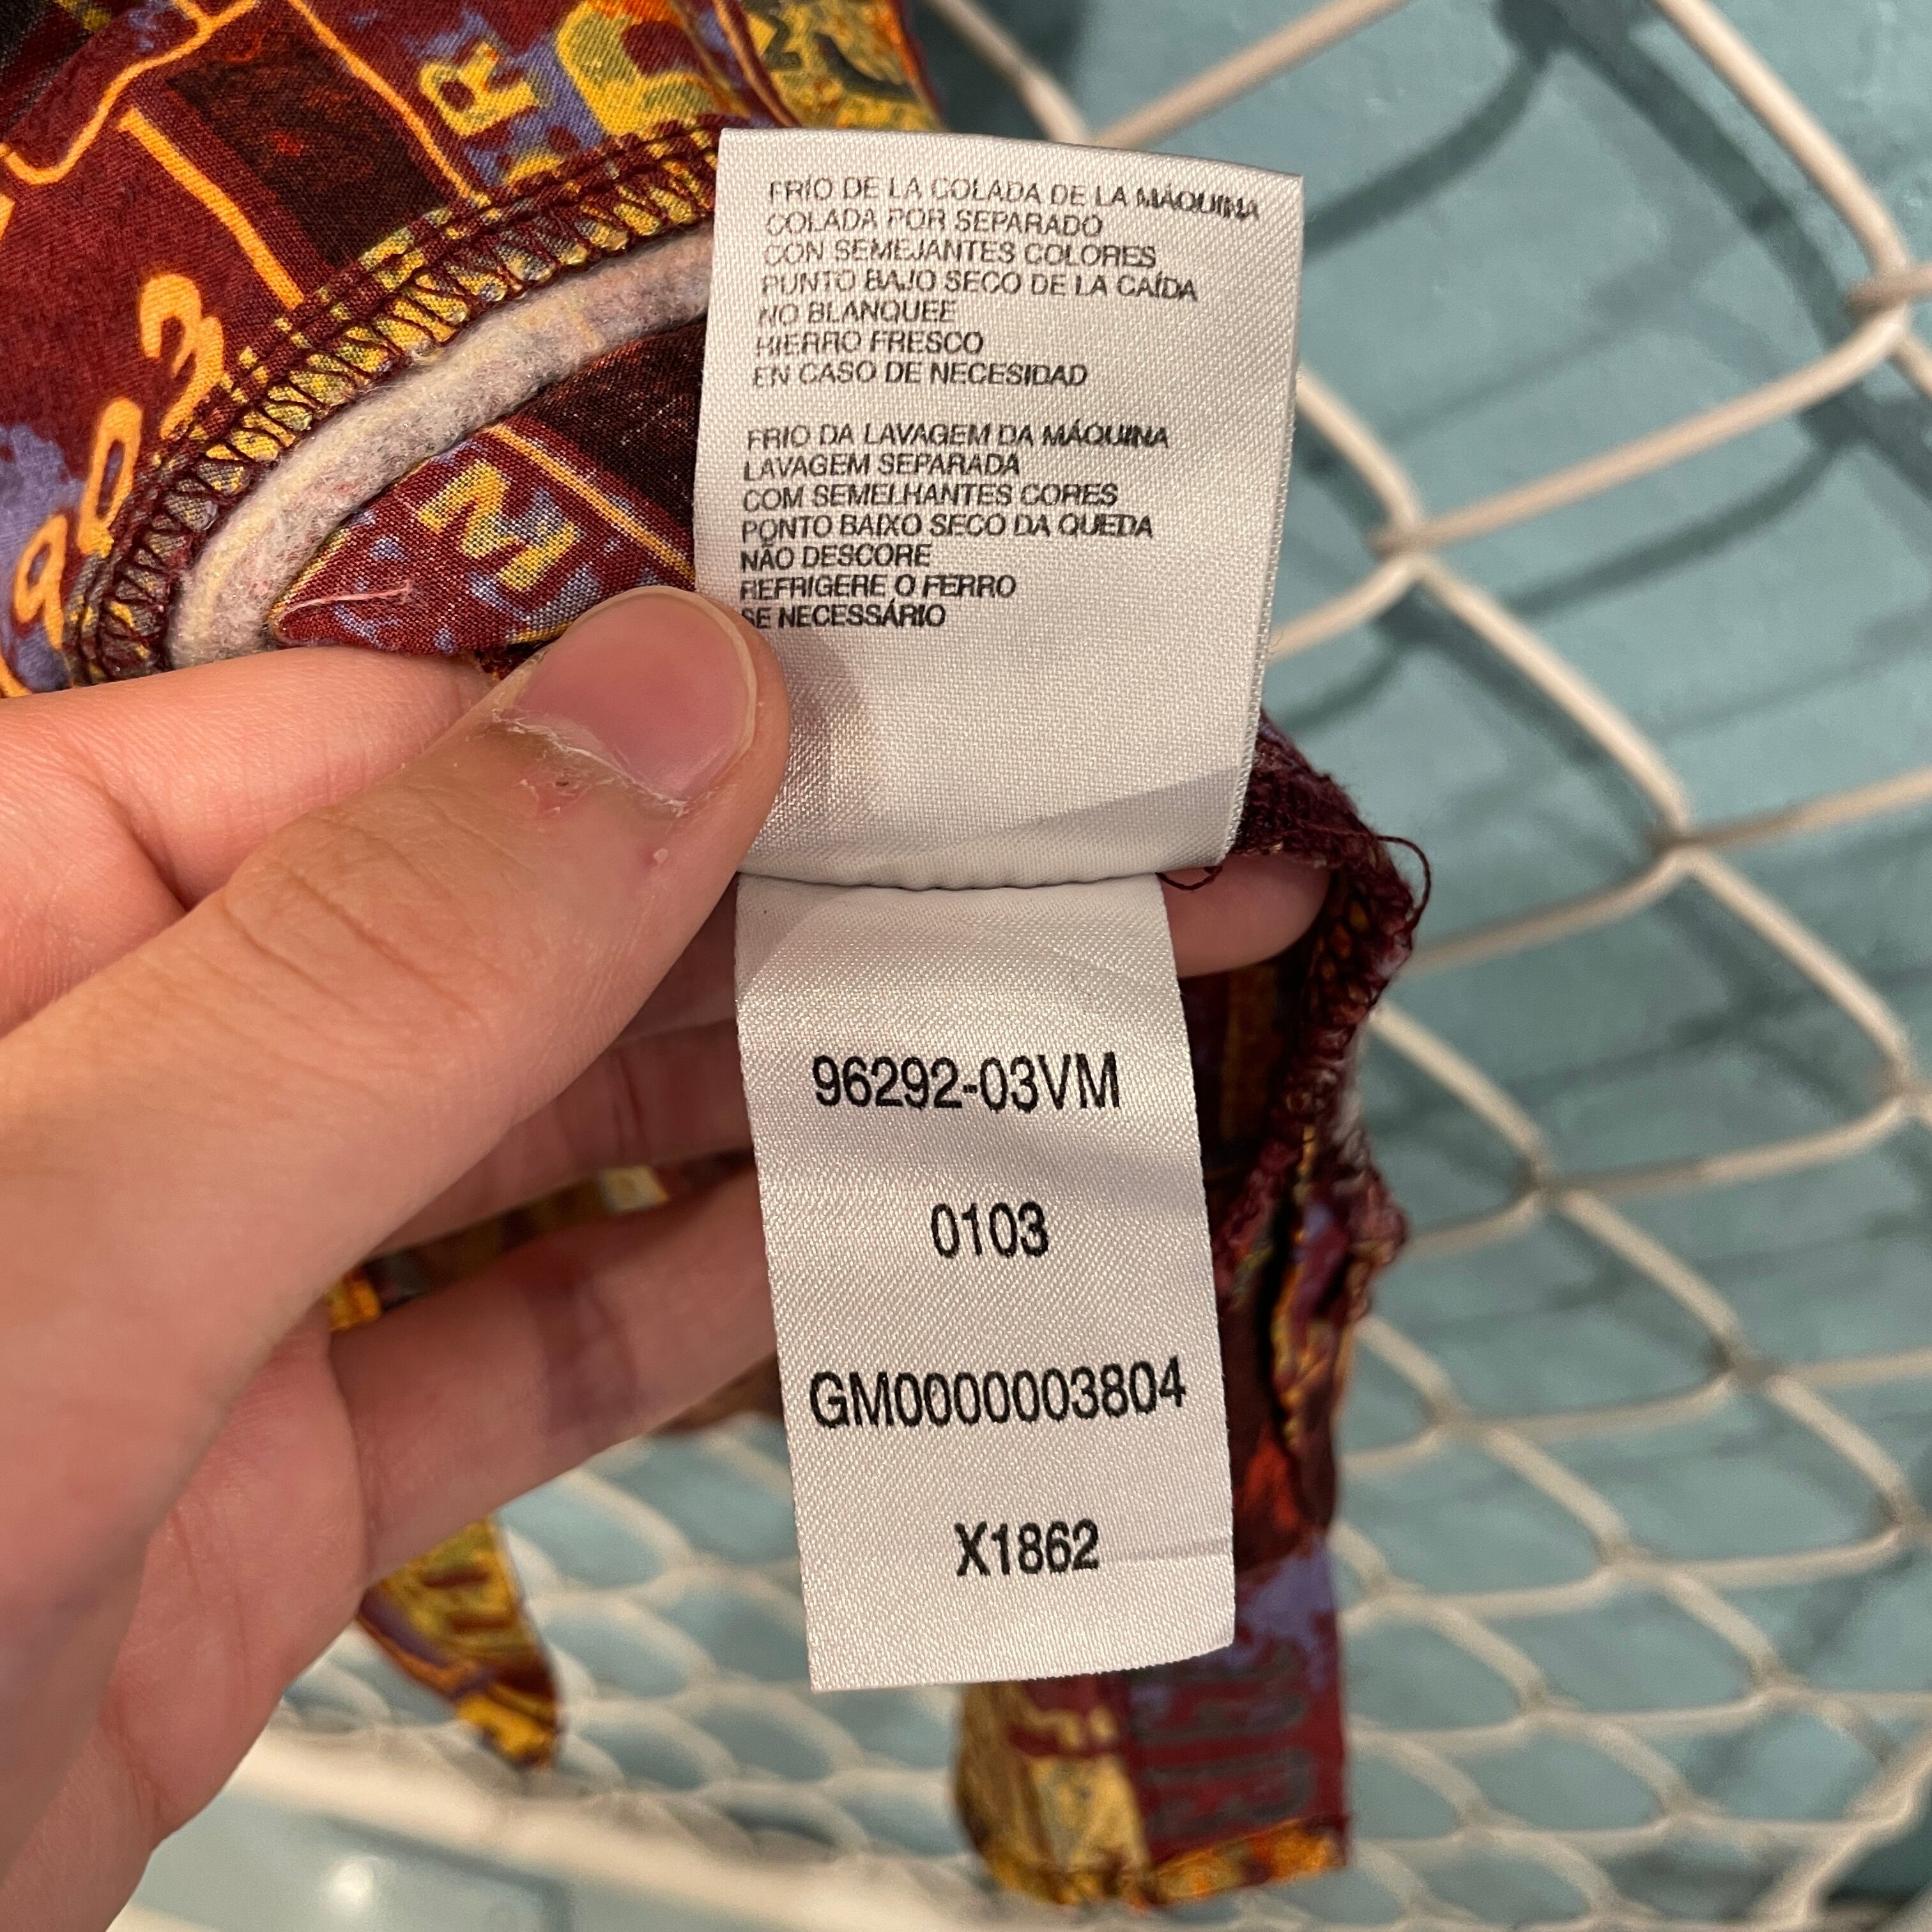 FRÍO DE LA COLADA DE LA MÁQUINA
COLADA POR SEPARADO
CON SEMEJANTES COLORES
PUNTO BAJO SECO DE LA CAÍDA
NO BLANQUEE
HIERRO FRESCO
EN CASO DE NECESIDAD
FRIO DA LAVAGEM DA MÁQUINA
LAVAGEM SEPARADA
COM SEMELHANTES CORES
PONTO BAIXO SECO DA QUEDA
NÃO DESCORE
REFRIGERE O FERRO
SE NECESSÁRIO
96292-03VM
0103
GM0000003804
X1862
903